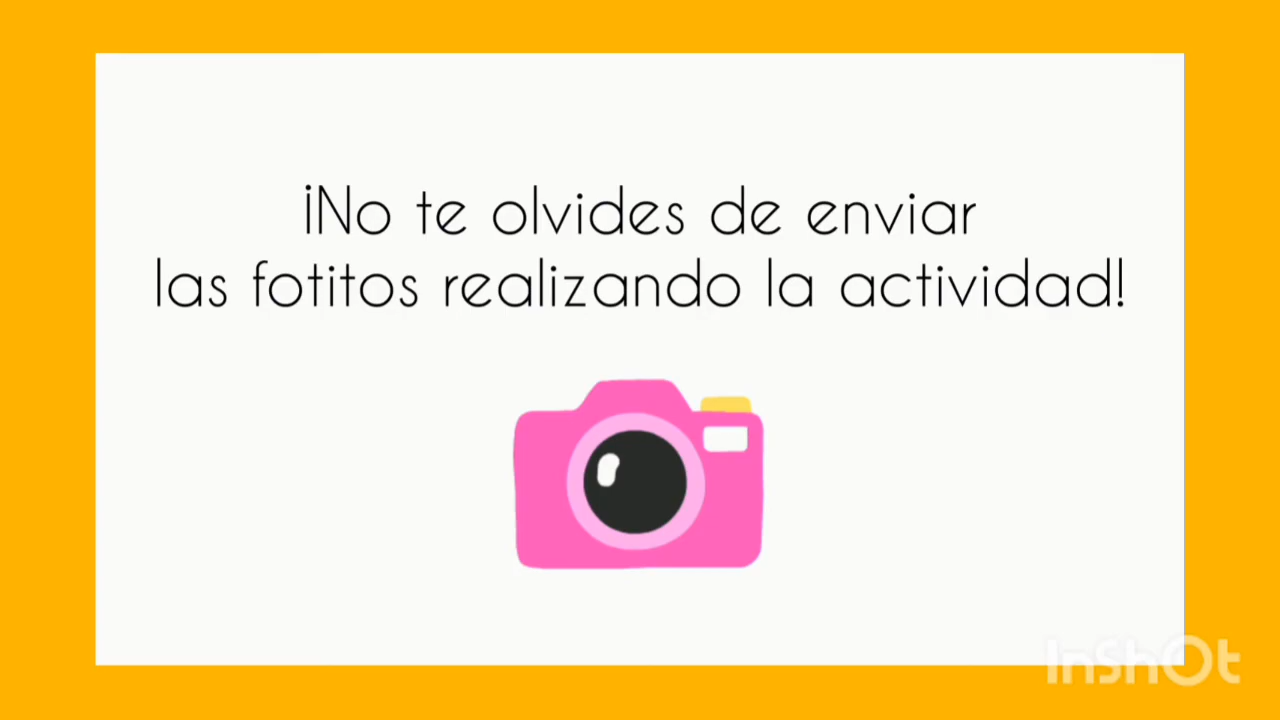 ¡No te olvides de enviar
las fotitos realizando la actividad!
InShOt